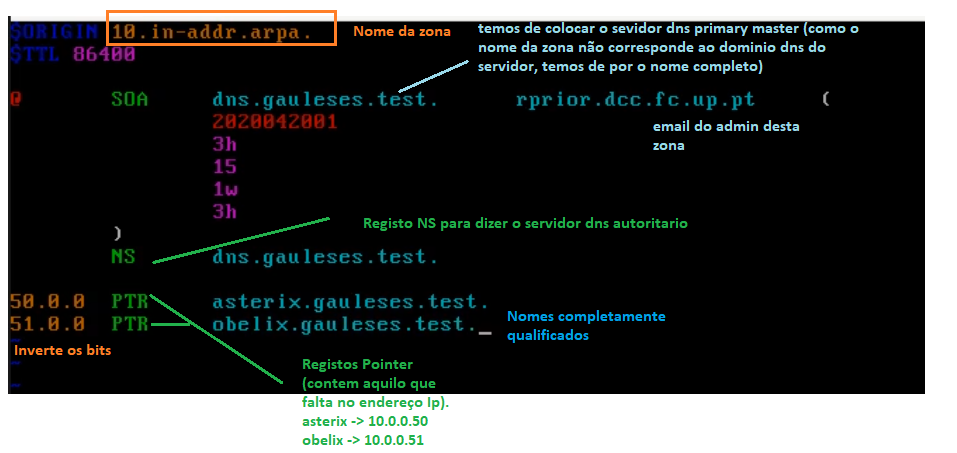 $ORIGIN 10.in-addr.arpa. Nome da zona
$TTL 86400
temos de colocar o sevidor dns primary master (como o
nome da zona não corresponde ao dominio dns do
servidor, temos de por o nome completo)
@ SOA dns.gauleses.test. rprior.dcc.fc.up.pt (
email do admin desta
zona
2020042001
3h
15
1w
3h
)
Registo NS para dizer o servidor dns autoritario
NS dns.gauleses.test.
50.0.0 PTR asterix.gauleses.test.
51.0.0 PTR obelix.gauleses.test._
Nomes completamente
qualificados
Inverte os bits
~
~
Registos Pointer
(contem aquilo que
falta no endereço Ip).
asterix -> 10.0.0.50
obelix -> 10.0.0.51